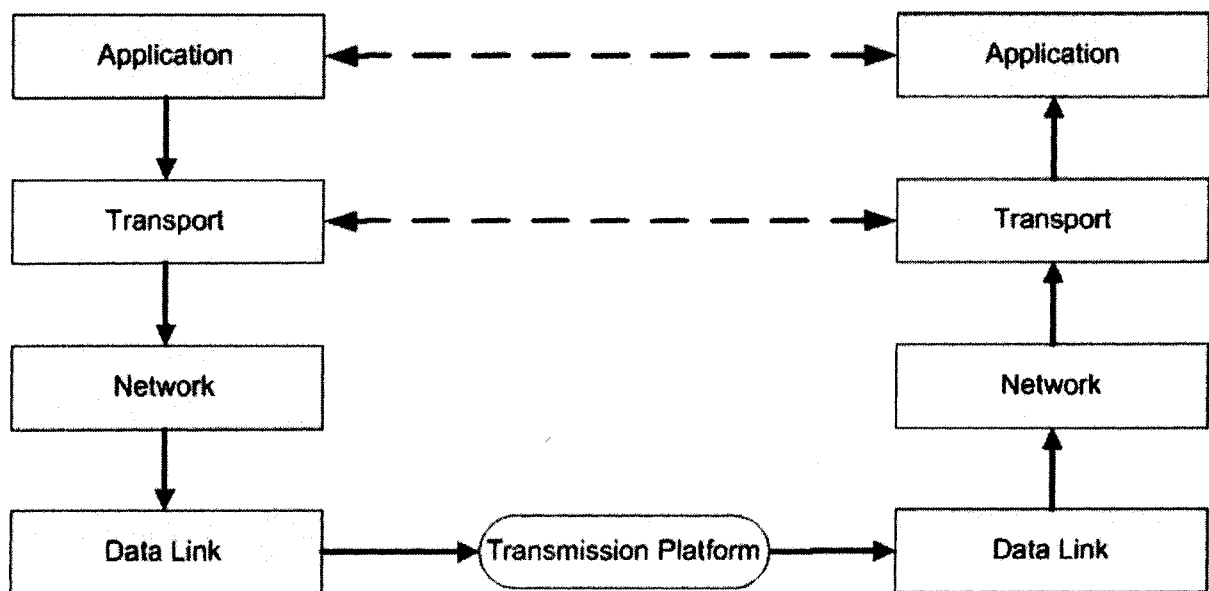 Application
Application
Transport
Transport
Network
Network
Data Link
Transmission Platform
Data Link